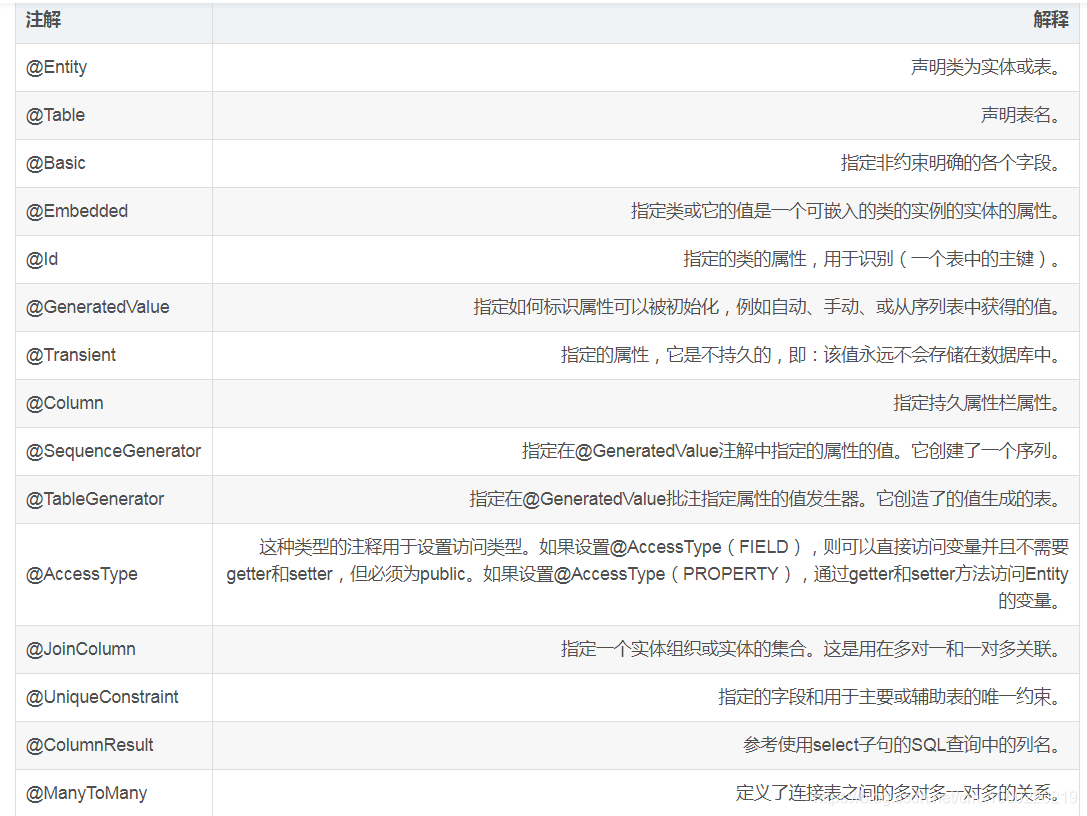 注解 解释
@Entity 声明类为实体或表。
@Table 声明表名。
@Basic 指定非约束明确的各个字段。
@Embedded 指定类或它的值是一个可嵌入的类的实例的实体的属性。
@Id 指定的类的属性，用于识别（一个表中的主键）。
@GeneratedValue 指定如何标识属性可以被初始化，例如自动、手动、或从序列表中获得的值。
@Transient 指定的属性，它是不持久的，即：该值永远不会存储在数据库中。
@Column 指定持久属性栏属性。
@SequenceGenerator 指定在@GeneratedValue注解中指定的属性的值。它创建了一个序列。
@TableGenerator 指定在@GeneratedValue批注指定属性的值发生器。它创造了的值生成的表。
@AccessType 这种类型的注释用于设置访问类型。如果设置@AccessType（FIELD），则可以直接访问变量并且不需要
getter和setter，但必须为public。如果设置@AccessType（PROPERTY），通过getter和setter方法访问Entity
的变量。
@JoinColumn 指定一个实体组织或实体的集合。这是用在多对一和一对多关联。
@UniqueConstraint 指定的字段和用于主要或辅助表的唯一约束。
@ColumnResult 参考使用select子句的SQL查询中的列名。
@ManyToMany 定义了连接表之间的多对多一对多的关系。